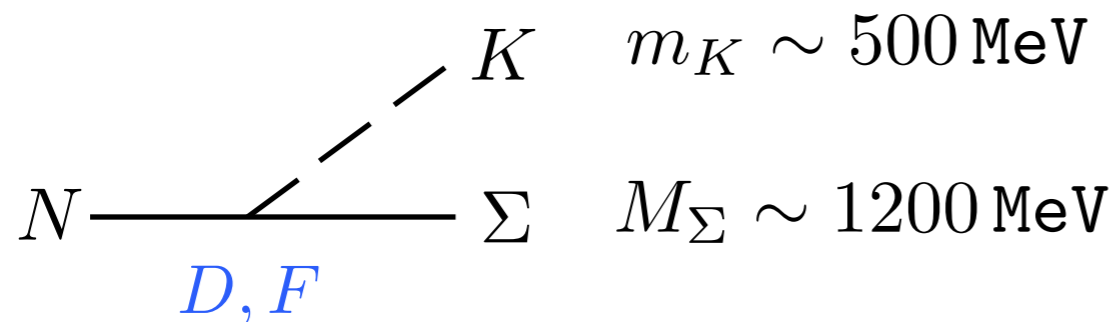 K m_K ∼ 500 MeV
N Σ M_Σ ∼ 1200 MeV
D, F